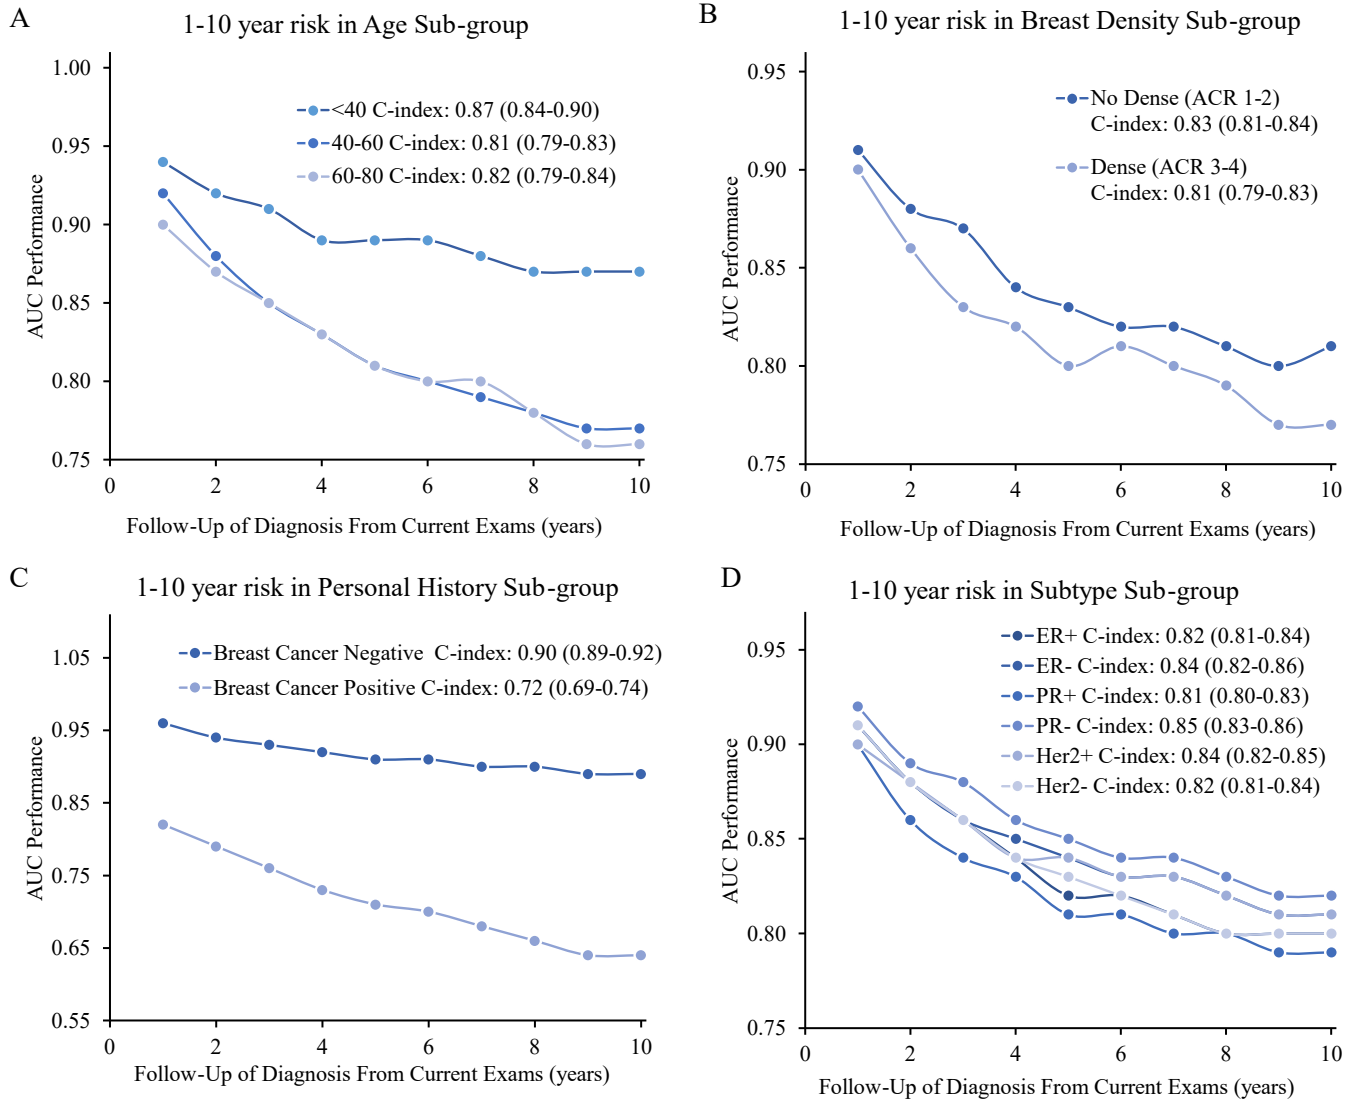 A
1-10 year risk in Age Sub-group
1.00
0.95
0.90
0.85
0.80
0.75
AUC Performance
<40 C-index: 0.87 (0.84-0.90)
40-60 C-index: 0.81 (0.79-0.83)
60-80 C-index: 0.82 (0.79-0.84)
0 2 4 6 8 10
Follow-Up of Diagnosis From Current Exams (years)
B
1-10 year risk in Breast Density Sub-group
0.95
0.90
0.85
0.80
0.75
AUC Performance
No Dense (ACR 1-2)
C-index: 0.83 (0.81-0.84)
Dense (ACR 3-4)
C-index: 0.81 (0.79-0.83)
0 2 4 6 8 10
Follow-Up of Diagnosis From Current Exams (years)
C
1-10 year risk in Personal History Sub-group
1.05
0.95
0.85
0.75
0.65
0.55
AUC Performance
Breast Cancer Negative C-index: 0.90 (0.89-0.92)
Breast Cancer Positive C-index: 0.72 (0.69-0.74)
0 2 4 6 8 10
Follow-Up of Diagnosis From Current Exams (years)
D
1-10 year risk in Subtype Sub-group
0.95
0.90
0.85
0.80
0.75
AUC Performance
ER+ C-index: 0.82 (0.81-0.84)
ER- C-index: 0.84 (0.82-0.86)
PR+ C-index: 0.81 (0.80-0.83)
PR- C-index: 0.85 (0.83-0.86)
Her2+ C-index: 0.84 (0.82-0.85)
Her2- C-index: 0.82 (0.81-0.84)
0 2 4 6 8 10
Follow-Up of Diagnosis From Current Exams (years)